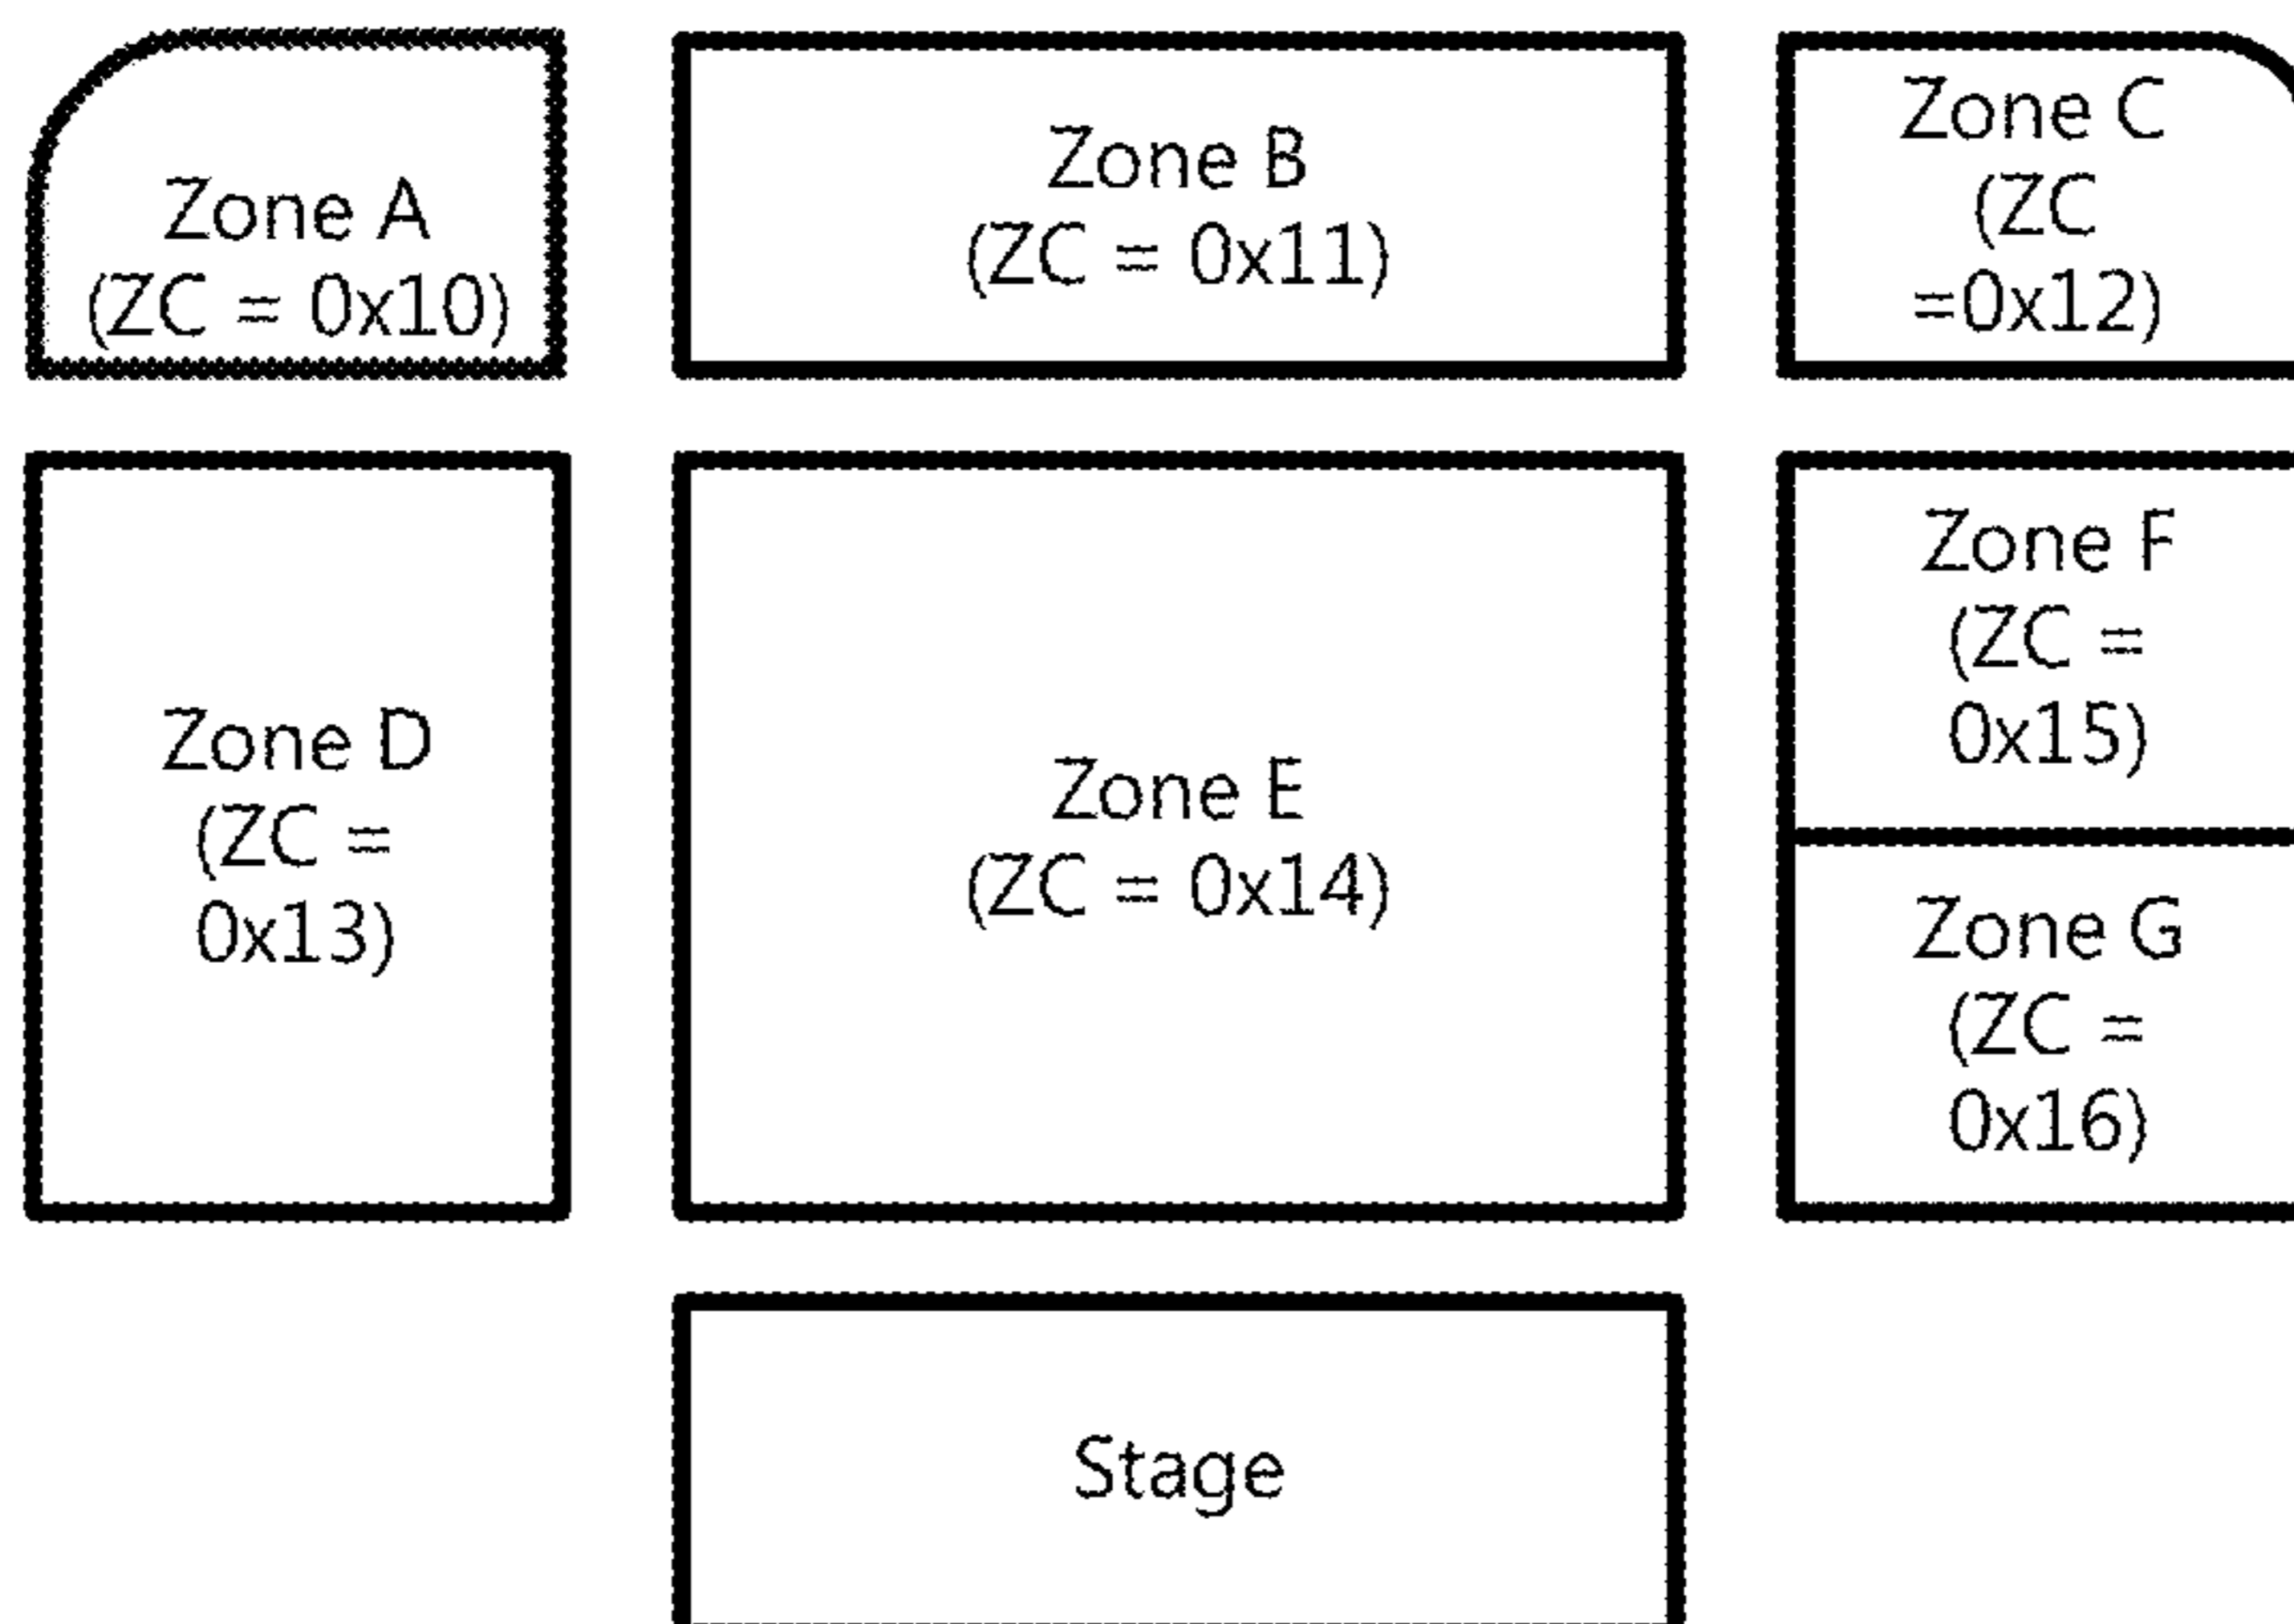 Zone A
(ZC = 0x10)
Zone B
(ZC = 0x11)
Zone C
(ZC
=0x12)
Zone D
(ZC =
0x13)
Zone E
(ZC = 0x14)
Zone F
(ZC =
0x15)
Zone G
(ZC =
0x16)
Stage